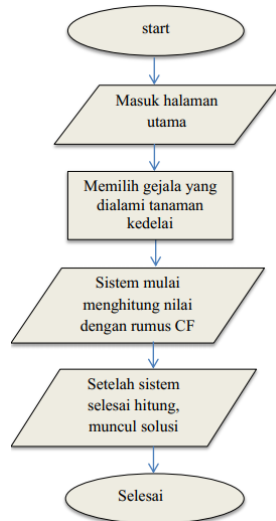 start
Masuk halaman
utama
Memilih gejala yang
dialami tanaman
kedelai
Sistem mulai
menghitung nilai
dengan rumus CF
Setelah sistem
selesai hitung,
muncul solusi
Selesai